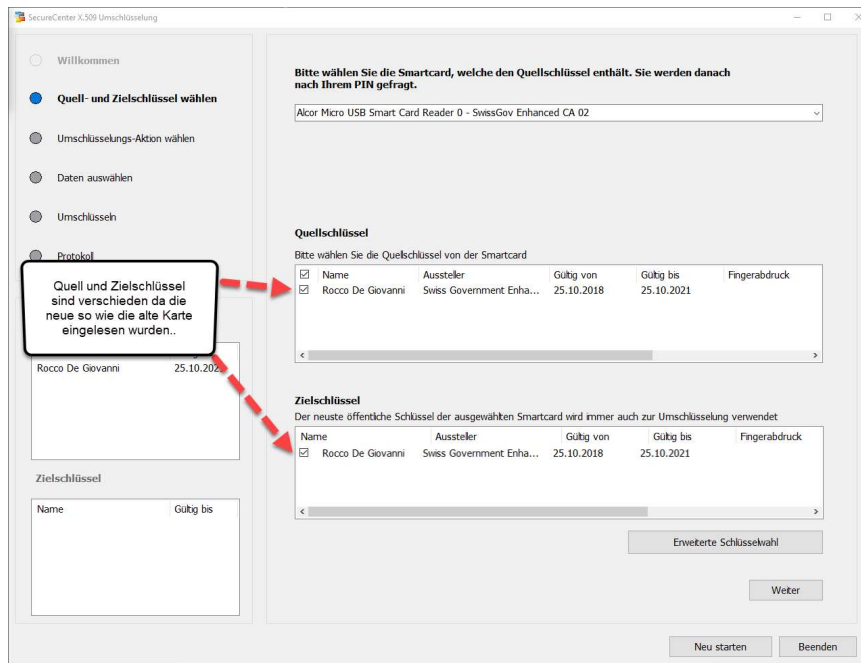 SecureCenter X.509 Umschlüsselung
Willkommen
Quell- und Zielschlüssel wählen
Umschlüsselungs-Aktion wählen
Daten auswählen
Umschlüsseln
Protokoll
Quell und Zielschlüssel
sind verschieden da die
neue so wie die alte Karte
eingelesen wurden..
Rocco De Giovanni 25.10.202
Zielschlüssel
Name Gültig bis
Bitte wählen Sie die Smartcard, welche den Quellschlüssel enthält. Sie werden danach
nach Ihrem PIN gefragt.
Alcor Micro USB Smart Card Reader 0 - SwissGov Enhanced CA 02
Quellschlüssel
Bitte wählen Sie die Quellschlüssel von der Smartcard
Name Aussteller Gültig von Gültig bis Fingerabdruck
Rocco De Giovanni Swiss Government Enha... 25.10.2018 25.10.2021
Zielschlüssel
Der neuste öffentliche Schlüssel der ausgewählten Smartcard wird immer auch zur Umschlüsselung verwendet
Name Aussteller Gültig von Gültig bis Fingerabdruck
Rocco De Giovanni Swiss Government Enha... 25.10.2018 25.10.2021
Erweiterte Schlüsselwahl
Weiter
Neu starten Beenden